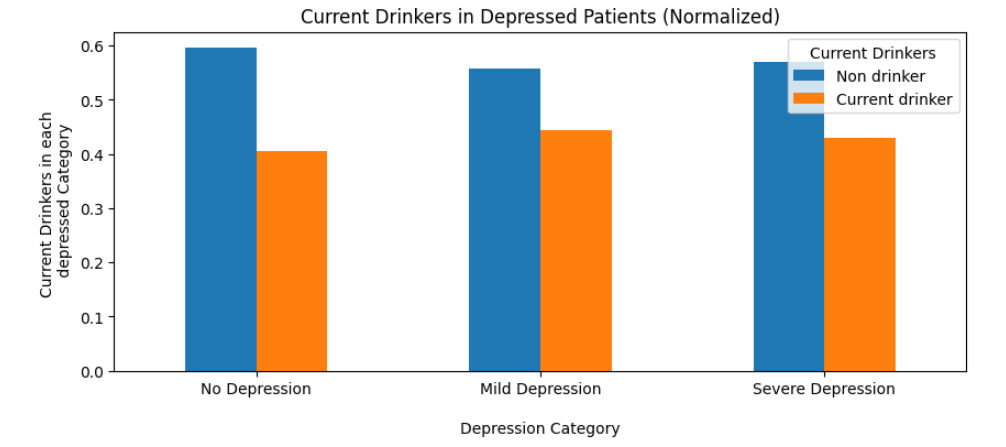 Current Drinkers in Depressed Patients (Normalized)
Current Drinkers in each
depressed Category
0.6
0.5
0.4
0.3
0.2
0.1
0.0
Current Drinkers
Non drinker
Current drinker
No Depression
Mild Depression
Severe Depression
Depression Category